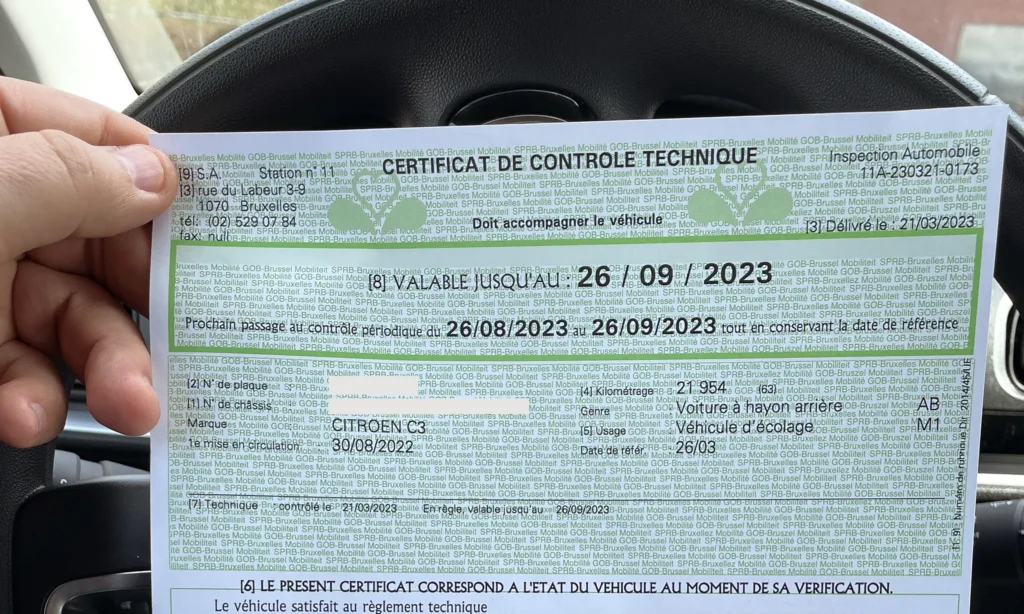 CERTIFICAT DE CONTROLE TECHNIQUE
Doit accompagner le véhicule
[9] S.A. Station n° 11
[3] rue du Labeur 3-9
1070 Bruxelles
tél: (02) 529 07 84
fax: null
Inspection Automobile
11A-230321-0173
[3] Délivré le : 21/03/2023
[8] VALABLE JUSQU'AU : 26 / 09 / 2023
Prochain passage au contrôle périodique du 26/08/2023 au 26/09/2023 tout en conservant la date de référence
[2] N° de plaque :
[1] N° de châssis :
Marque : CITROEN C3
1e mise en circulation : 30/08/2022
[4] Kilométrage 21 954 (63)
Genre Voiture à hayon arrière AB
[5] Usage Véhicule d'écolage M1
Date de référ. 26/03
[7] Technique : contrôlé le 21/03/2023 En règle, valable jusqu'au 26/09/2023
[6] LE PRESENT CERTIFICAT CORRESPOND A L'ETAT DU VEHICULE AU MOMENT DE SA VERIFICATION.
Le véhicule satisfait au règlement technique
SPRB-Bruxelles Mobilité GOB-Brussel Mobiliteit